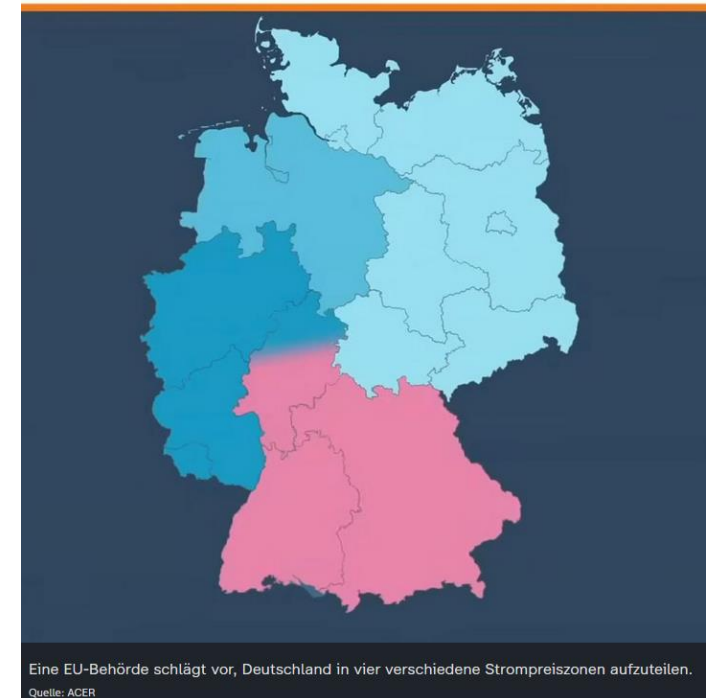 Eine EU-Behörde schlägt vor, Deutschland in vier verschiedene Strompreiszonen aufzuteilen.
Quelle: ACER